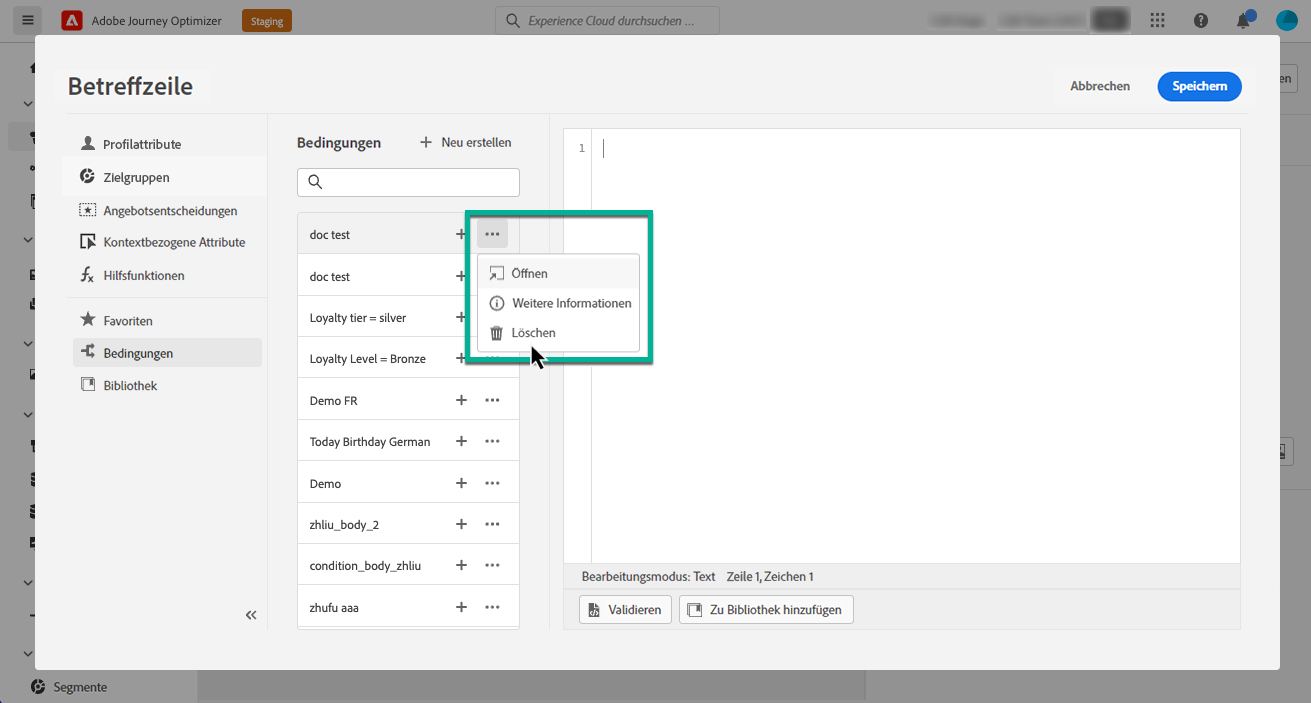 Adobe Journey Optimizer
Staging
Experience Cloud durchsuchen ...
Betreffzeile
Abbrechen
Speichern
en
Profilattribute
Zielgruppen
Angebotsentscheidungen
Kontextbezogene Attribute
Hilfsfunktionen
Favoriten
Bedingungen
Bibliothek
Bedingungen
Neu erstellen
doc test
doc test
Loyalty tier = silver
Loyalty Level = Bronze
Demo FR
Today Birthday German
Demo
zhliu_body_2
condition_body_zhliu
zhufu aaa
Öffnen
Weitere Informationen
Löschen
1
Bearbeitungsmodus: Text Zeile 1, Zeichen 1
Validieren
Zu Bibliothek hinzufügen
Segmente